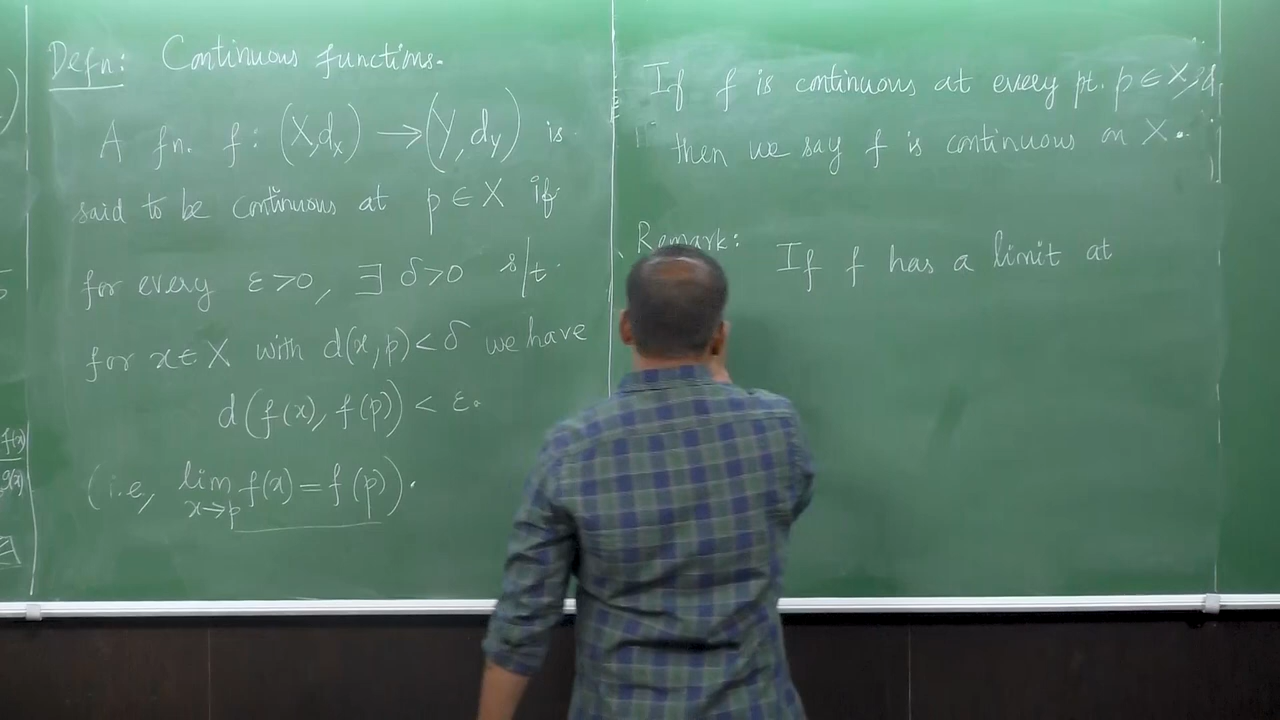 Defn: Continuous functions.
A fn. f: (X, dx) → (Y, dy) is
said to be continuous at p ∈ X if
for every ε>0, ∃ δ>0 s/t
for x ∈ X with d(x, p) < δ we have
d(f(x), f(p)) < ε.
(i.e, lim x→p f(x) = f(p)).
If f is continuous at every pt. p ∈ X,
then we say f is continuous on X.
Remark: If f has a limit at
f(x)
g(x)